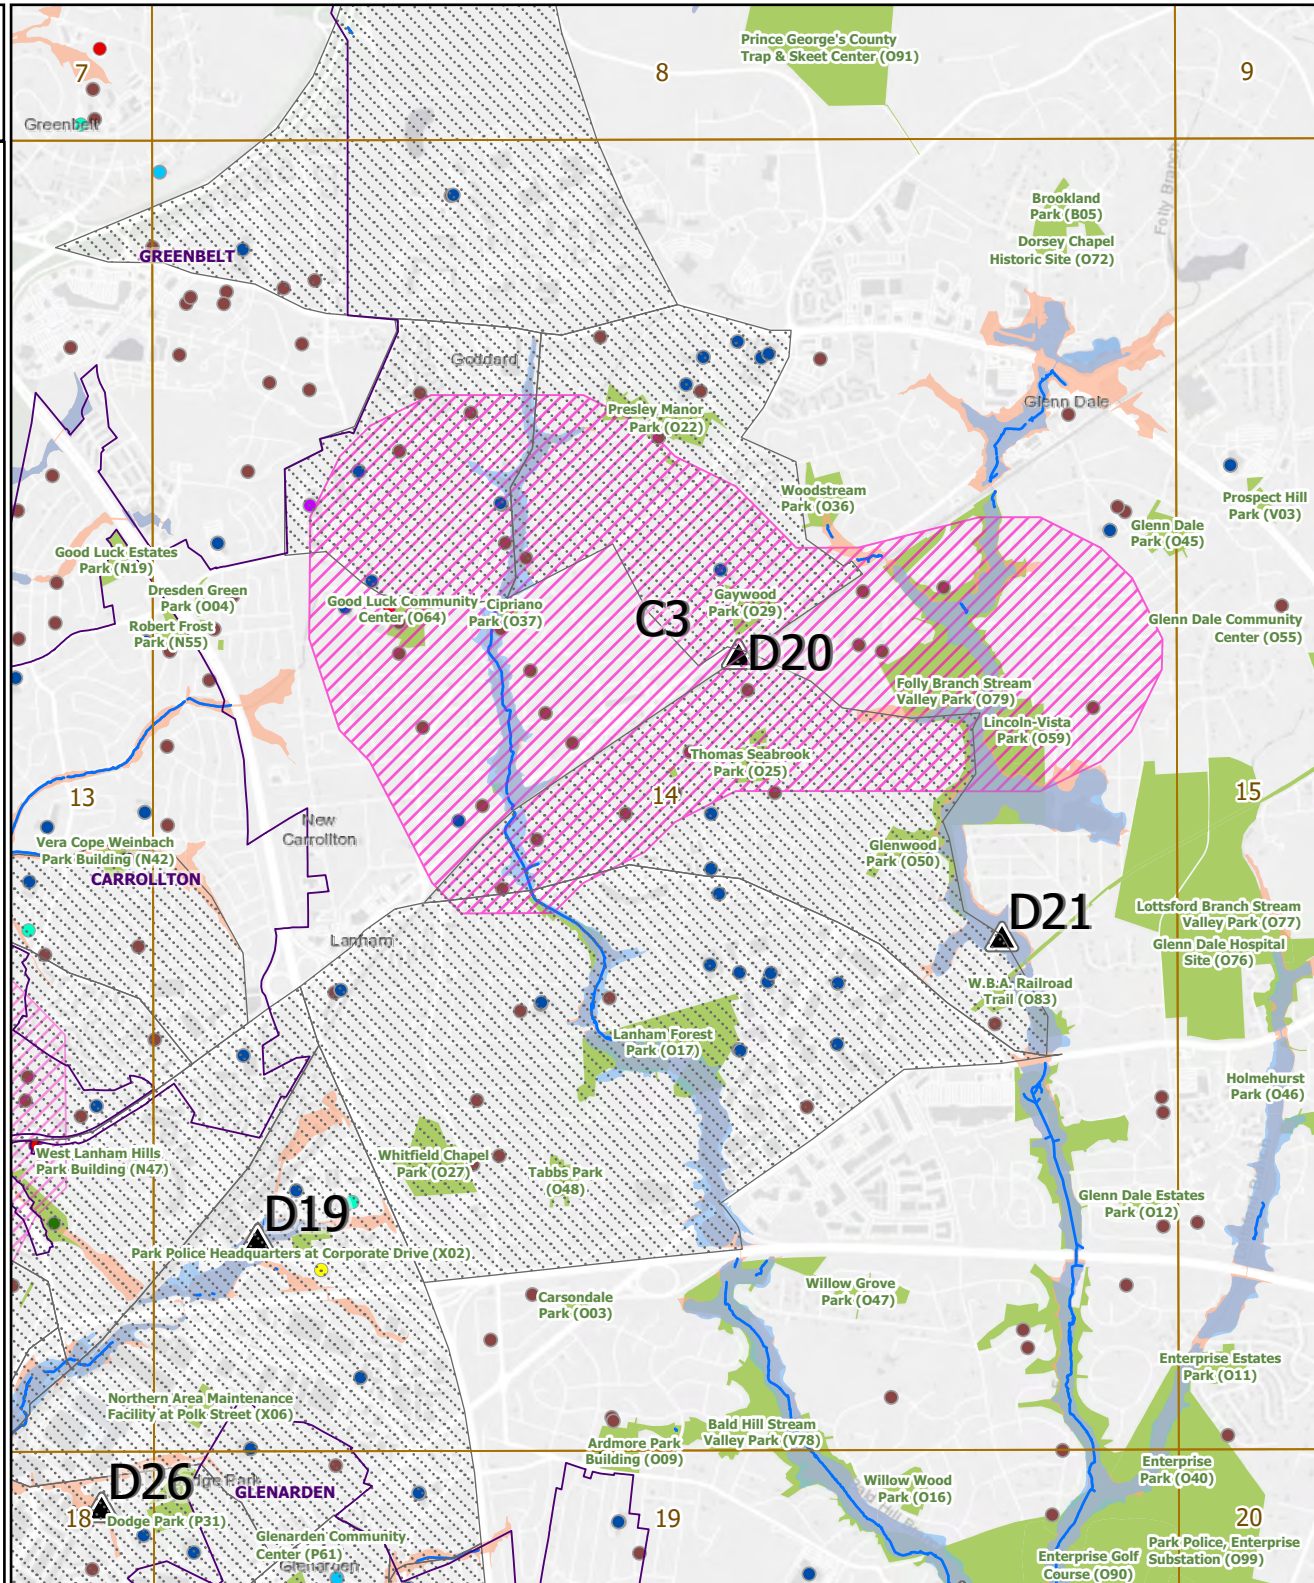 Prince George's County
Trap & Skeet Center (O91)
7
8
9
Greenbelt
Brookland
Park (B05)
Folly Branch
Dorsey Chapel
Historic Site (O72)
GREENBELT
Goddard
Presley Manor
Park (O22)
Glenn Dale
Woodstream
Park (O36)
Prospect Hill
Park (V03)
Glenn Dale
Park (O45)
Good Luck Estates
Park (N19)
Dresden Green
Park (O04)
Robert Frost
Park (N55)
Good Luck Community
Center (O64)
Cipriano
Park (O37)
Gaywood
Park (O29)
C3
D20
Glenn Dale Community
Center (O55)
Folly Branch Stream
Valley Park (O79)
Lincoln-Vista
Park (O59)
Thomas Seabrook
Park (O25)
13
14
15
New
Carrollton
Vera Cope Weinbach
Park Building (N42)
CARROLLTON
Glenwood
Park (O50)
Lanham
D21
Lottsford Branch Stream
Valley Park (O77)
Glenn Dale Hospital
Site (O76)
W.B.A. Railroad
Trail (O83)
Lanham Forest
Park (O17)
Holmehurst
Park (O46)
West Lanham Hills
Park Building (N47)
Whitfield Chapel
Park (O27)
Tabbs Park
(O48)
Glenn Dale Estates
Park (O12)
D19
Park Police Headquarters at Corporate Drive (X02)
Willow Grove
Park (O47)
Carsondale
Park (O03)
Enterprise Estates
Park (O11)
Northern Area Maintenance
Facility at Polk Street (X06)
Bald Hill Stream
Valley Park (V78)
Ardmore Park
Building (O09)
D26
GLENARDEN
Willow Wood
Park (O16)
Enterprise
Park (O40)
18
19
20
Dodge Park (P31)
Glenarden Community
Center (P61)
Glenarden
Enterprise Golf
Course (O90)
Park Police, Enterprise
Substation (O99)